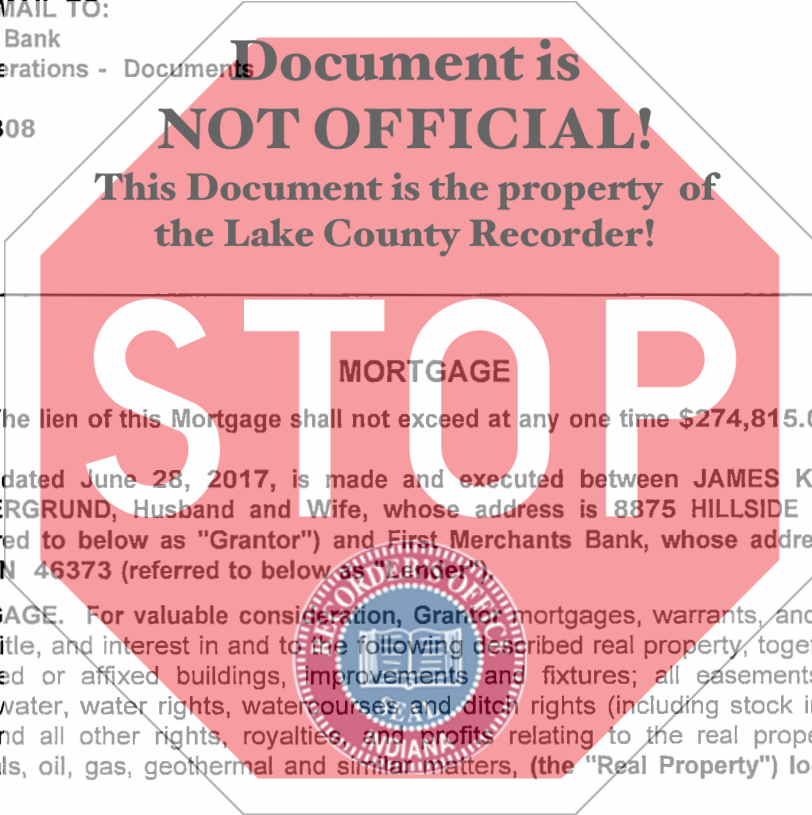 MAIL TO:
Bank
erations - Documents
308
Document is
NOT OFFICIAL!
This Document is the property of
the Lake County Recorder!
STOP
MORTGAGE
The lien of this Mortgage shall not exceed at any one time $274,815.0
dated June 28, 2017, is made and executed between JAMES K
ERGRUND, Husband and Wife, whose address is 8875 HILLSIDE
red to below as "Grantor") and First Merchants Bank, whose addre
N 46373 (referred to below as "Lender").
GAGE. For valuable consideration, Grantor mortgages, warrants, and
title, and interest in and to the following described real property, toget
ed or affixed buildings, improvements and fixtures; all easements
water, water rights, watercourses and ditch rights (including stock i
nd all other rights, royalties, and profits relating to the real prope
ls, oil, gas, geothermal and similar matters, (the "Real Property") lo
RECORDER'S OFFIC
SEAL
INDIANA